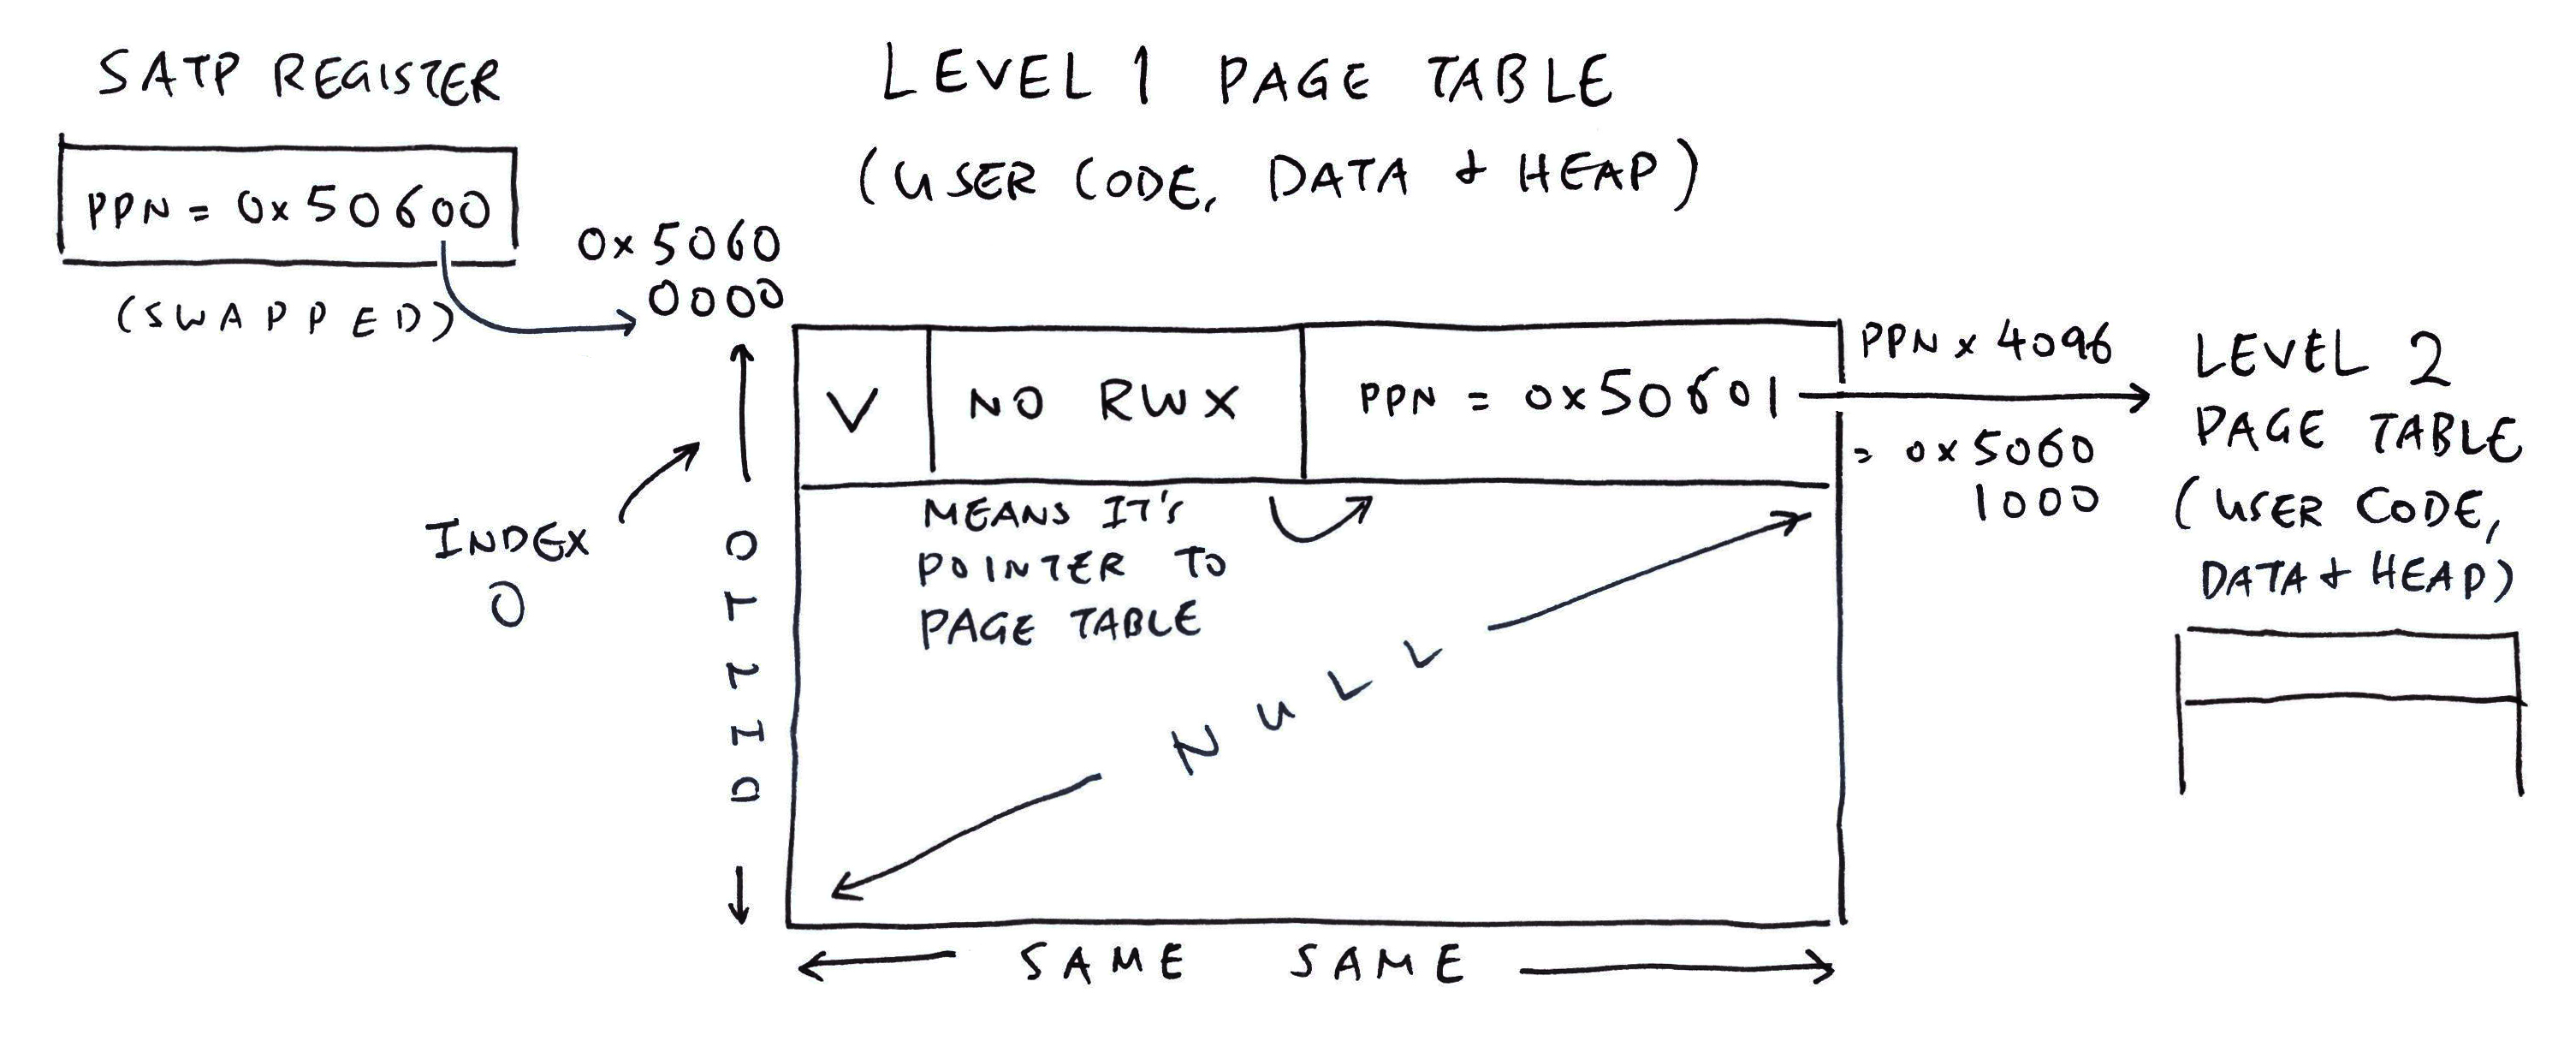 SATP REGISTER
PPN = 0x50600
(SWAPPED)
LEVEL 1 PAGE TABLE
(USER CODE, DATA + HEAP)
0x5060
0000
INDEX
0
DITTO
V
NO RWX
PPN = 0x50601
MEANS IT'S
POINTER TO
PAGE TABLE
NULL
SAME SAME
PPN x 4096
= 0x5060
1000
LEVEL 2
PAGE TABLE
(USER CODE,
DATA + HEAP)